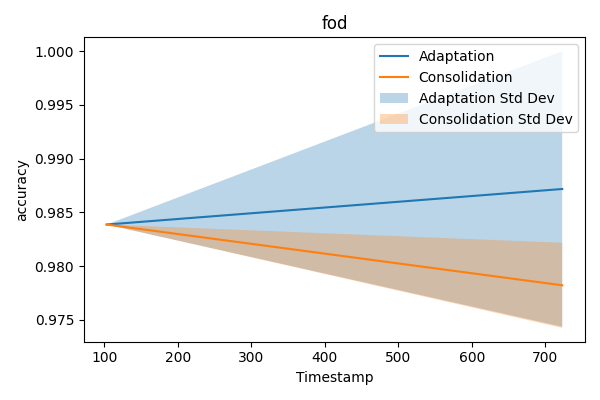 fod
Adaptation
Consolidation
Adaptation Std Dev
Consolidation Std Dev
accuracy
1.000
0.995
0.990
0.985
0.980
0.975
100 200 300 400 500 600 700
Timestamp